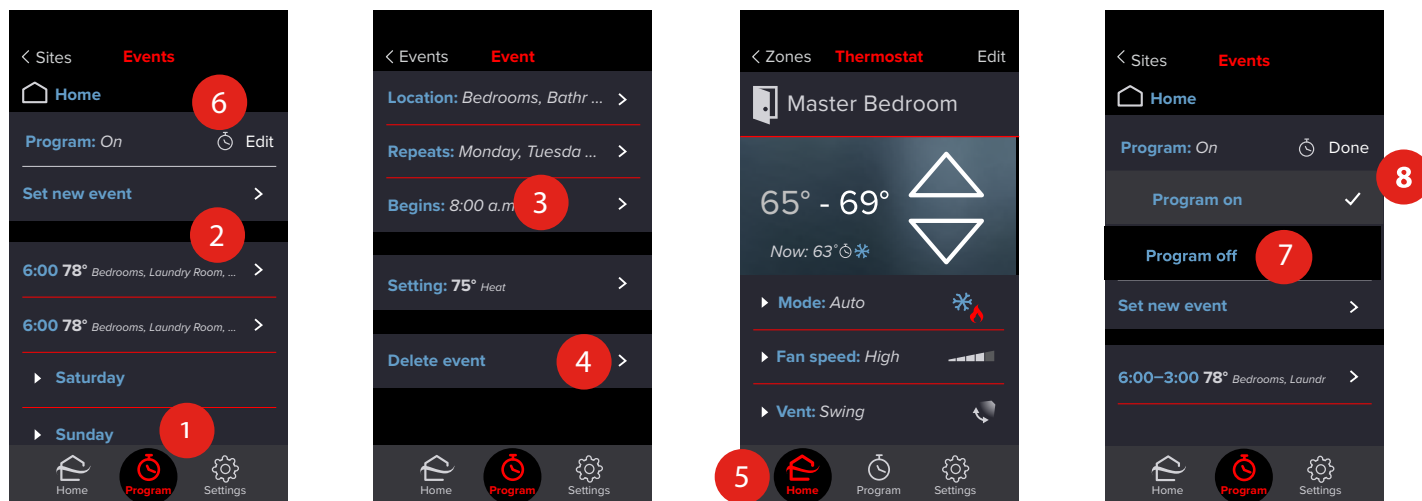 < Sites Events
Home
6
Program: On Edit
Set new event
2
6:00 78° Bedrooms, Laundry Room, ...
6:00 78° Bedrooms, Laundry Room, ...
Saturday
1
Sunday
Home Program Settings
< Events Event
Location: Bedrooms, Bathr ...
Repeats: Monday, Tuesda ...
Begins: 8:00 a.m
3
Setting: 75° Heat
Delete event
4
Home Program Settings
< Zones Thermostat Edit
Master Bedroom
65° - 69°
Now: 63°
Mode: Auto
Fan speed: High
Vent: Swing
5
Home Program Settings
< Sites Events
Home
Program: On Done
8
Program on
Program off
7
Set new event
6:00–3:00 78° Bedrooms, Laundr
Home Program Settings